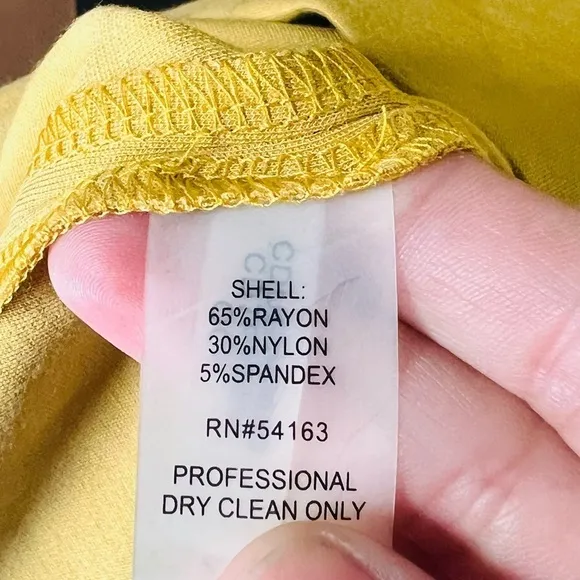 SHELL:
65%RAYON
30%NYLON
5%SPANDEX
RN#54163
PROFESSIONAL
DRY CLEAN ONLY